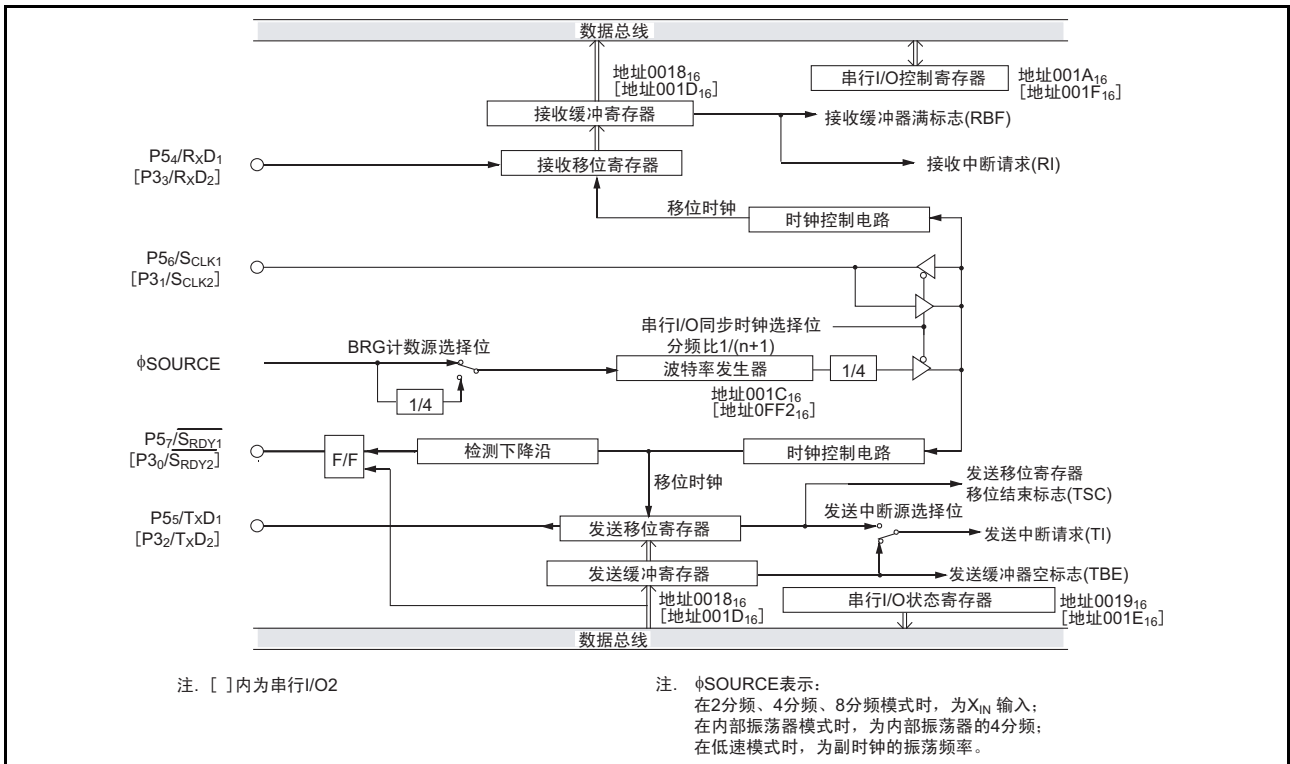 数据总线
地址0018₁₆
[地址001D₁₆]
串行I/O控制寄存器
地址001A₁₆
[地址001F₁₆]
接收缓冲寄存器
接收缓冲器满标志(RBF)
P5₄/RₓD₁
[P3₃/RₓD₂]
接收移位寄存器
接收中断请求(RI)
移位时钟
时钟控制电路
P5₆/S_CLK1
[P3₁/S_CLK2]
串行I/O同步时钟选择位
BRG计数源选择位
分频比1/(n+1)
ϕSOURCE
波特率发生器
1/4
1/4
地址001C₁₆
[地址0FF2₁₆]
P5₇/S̅_RDY1
[P3₀/S̅_RDY2]
F/F
检测下降沿
时钟控制电路
移位时钟
发送移位寄存器
移位结束标志(TSC)
P5₅/TₓD₁
[P3₂/TₓD₂]
发送移位寄存器
发送中断源选择位
发送中断请求(TI)
发送缓冲寄存器
发送缓冲器空标志(TBE)
地址0018₁₆
[地址001D₁₆]
串行I/O状态寄存器
地址0019₁₆
[地址001E₁₆]
数据总线
注. [ ]内为串行I/O2
注. ϕSOURCE表示：
在2分频、4分频、8分频模式时，为X_IN 输入；
在内部振荡器模式时，为内部振荡器的4分频；
在低速模式时，为副时钟的振荡频率。